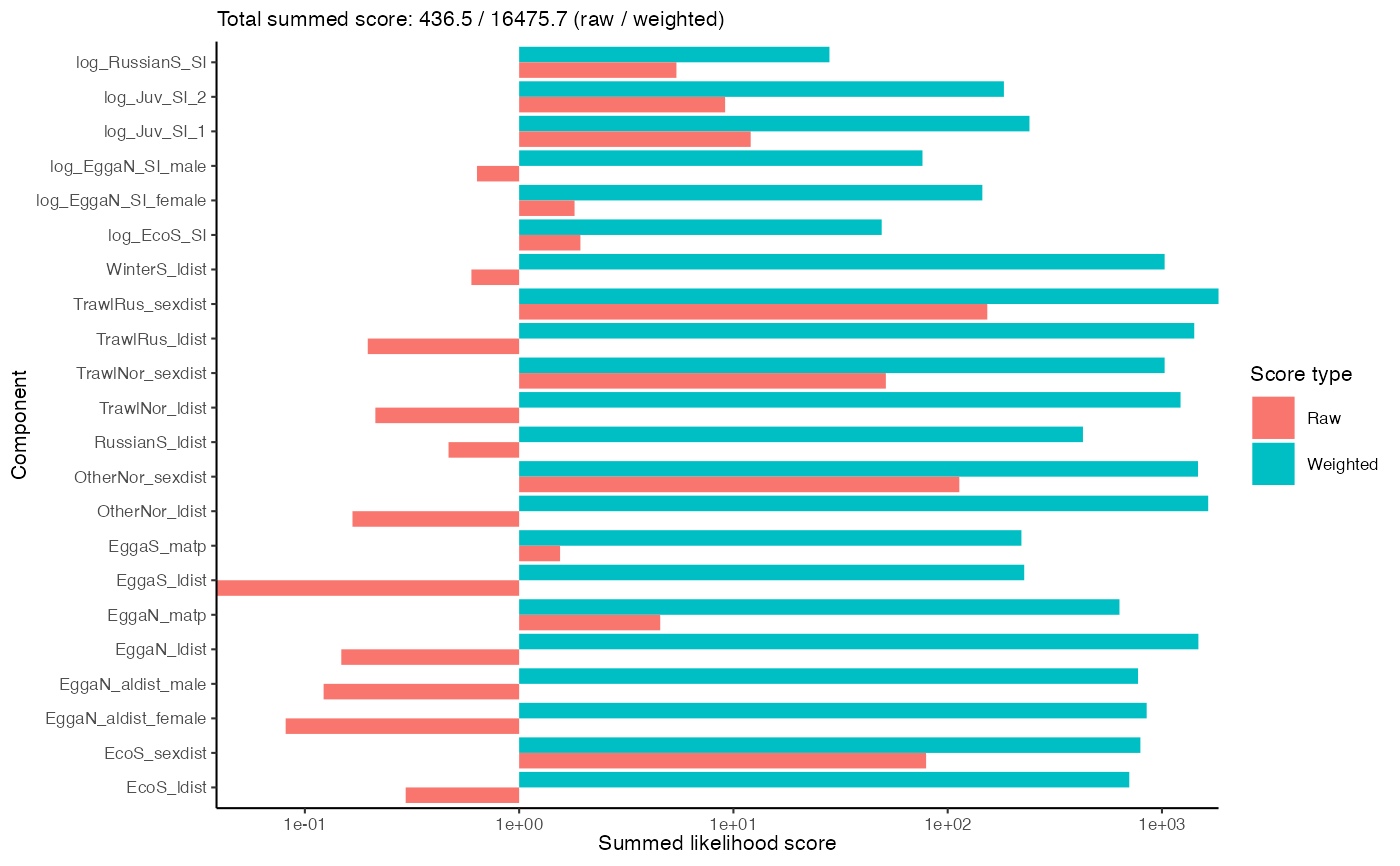 Total summed score: 436.5 / 16475.7 (raw / weighted)
log_RussianS_SI
log_Juv_SI_2
log_Juv_SI_1
log_EggaN_SI_male
log_EggaN_SI_female
log_EcoS_SI
WinterS_ldist
TrawlRus_sexdist
TrawlRus_ldist
TrawlNor_sexdist
TrawlNor_ldist
RussianS_ldist
OtherNor_sexdist
OtherNor_ldist
EggaS_matp
EggaS_ldist
EggaN_matp
EggaN_ldist
EggaN_aldist_male
EggaN_aldist_female
EcoS_sexdist
EcoS_ldist
Component
1e-01 1e+00 1e+01 1e+02 1e+03
Summed likelihood score
Score type
Raw
Weighted